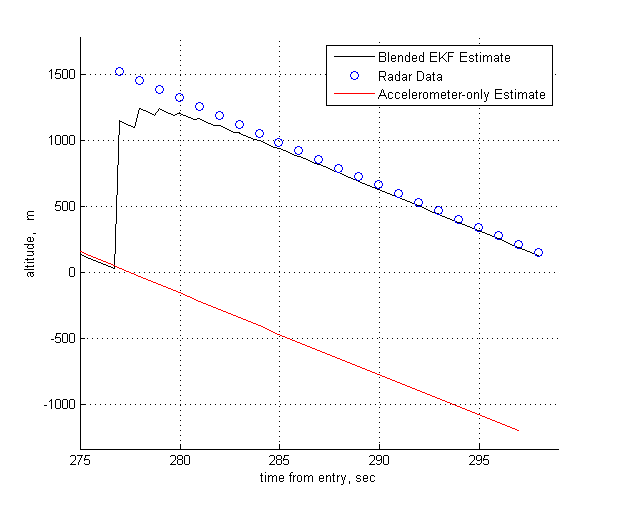 Blended EKF Estimate
Radar Data
Accelerometer-only Estimate
1500
1000
500
0
-500
-1000
altitude, m
275
280
285
290
295
time from entry, sec